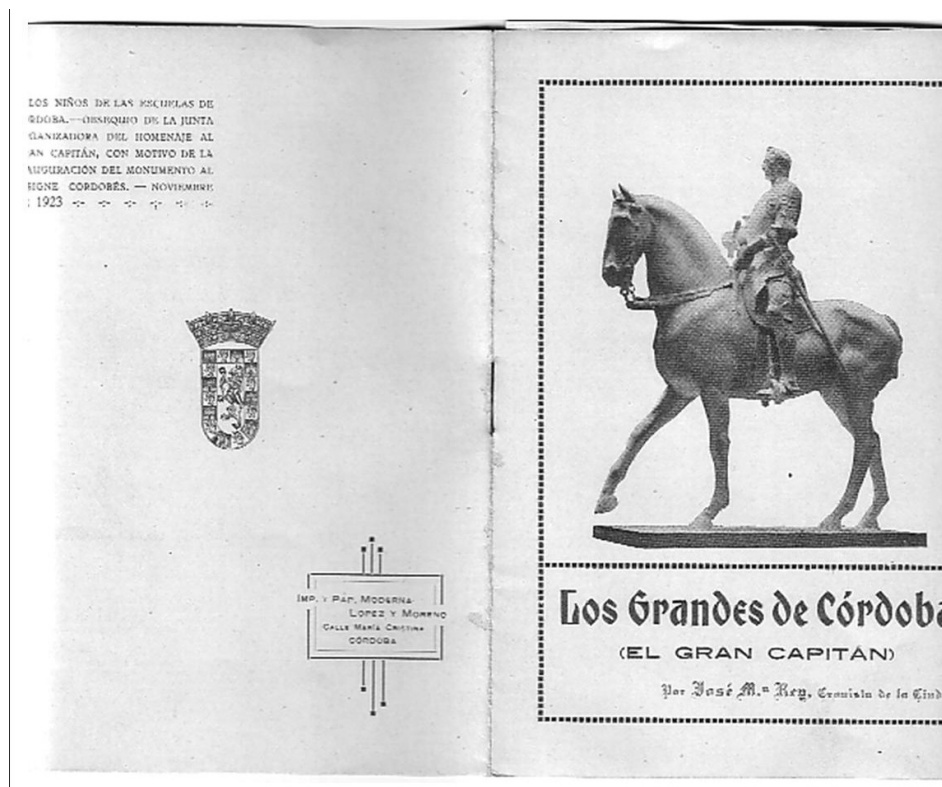 LOS NIÑOS DE LAS ESCUELAS DE
RDOBA.—OBSEQUIO DE LA JUNTA
GANIZADORA DEL HOMENAJE AL
AN CAPITÁN, CON MOTIVO DE LA
AUGURACIÓN DEL MONUMENTO AL
SIGNE CORDOBÉS. — NOVIEMBRE
1923
IMP. Y PAP. MODERNA
LOPEZ Y MORENO
CALLE MARÍA CRISTINA
CÓRDOBA
Los Grandes de Córdoba
(EL GRAN CAPITÁN)
Por José M.ª Rey, Cronista de la Ciud